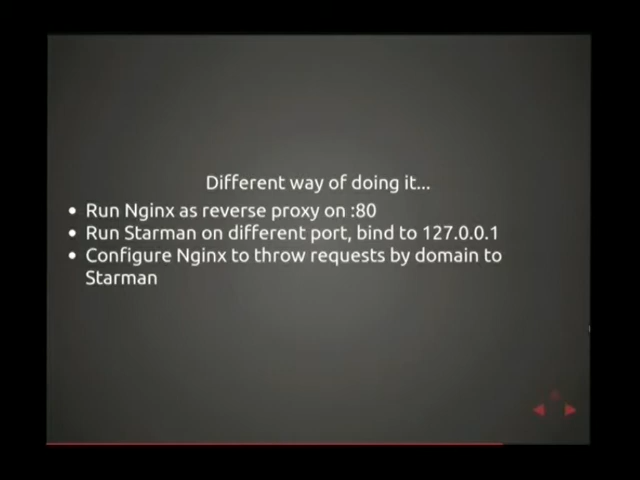 Different way of doing it...
• Run Nginx as reverse proxy on :80
• Run Starman on different port, bind to 127.0.0.1
• Configure Nginx to throw requests by domain to
Starman